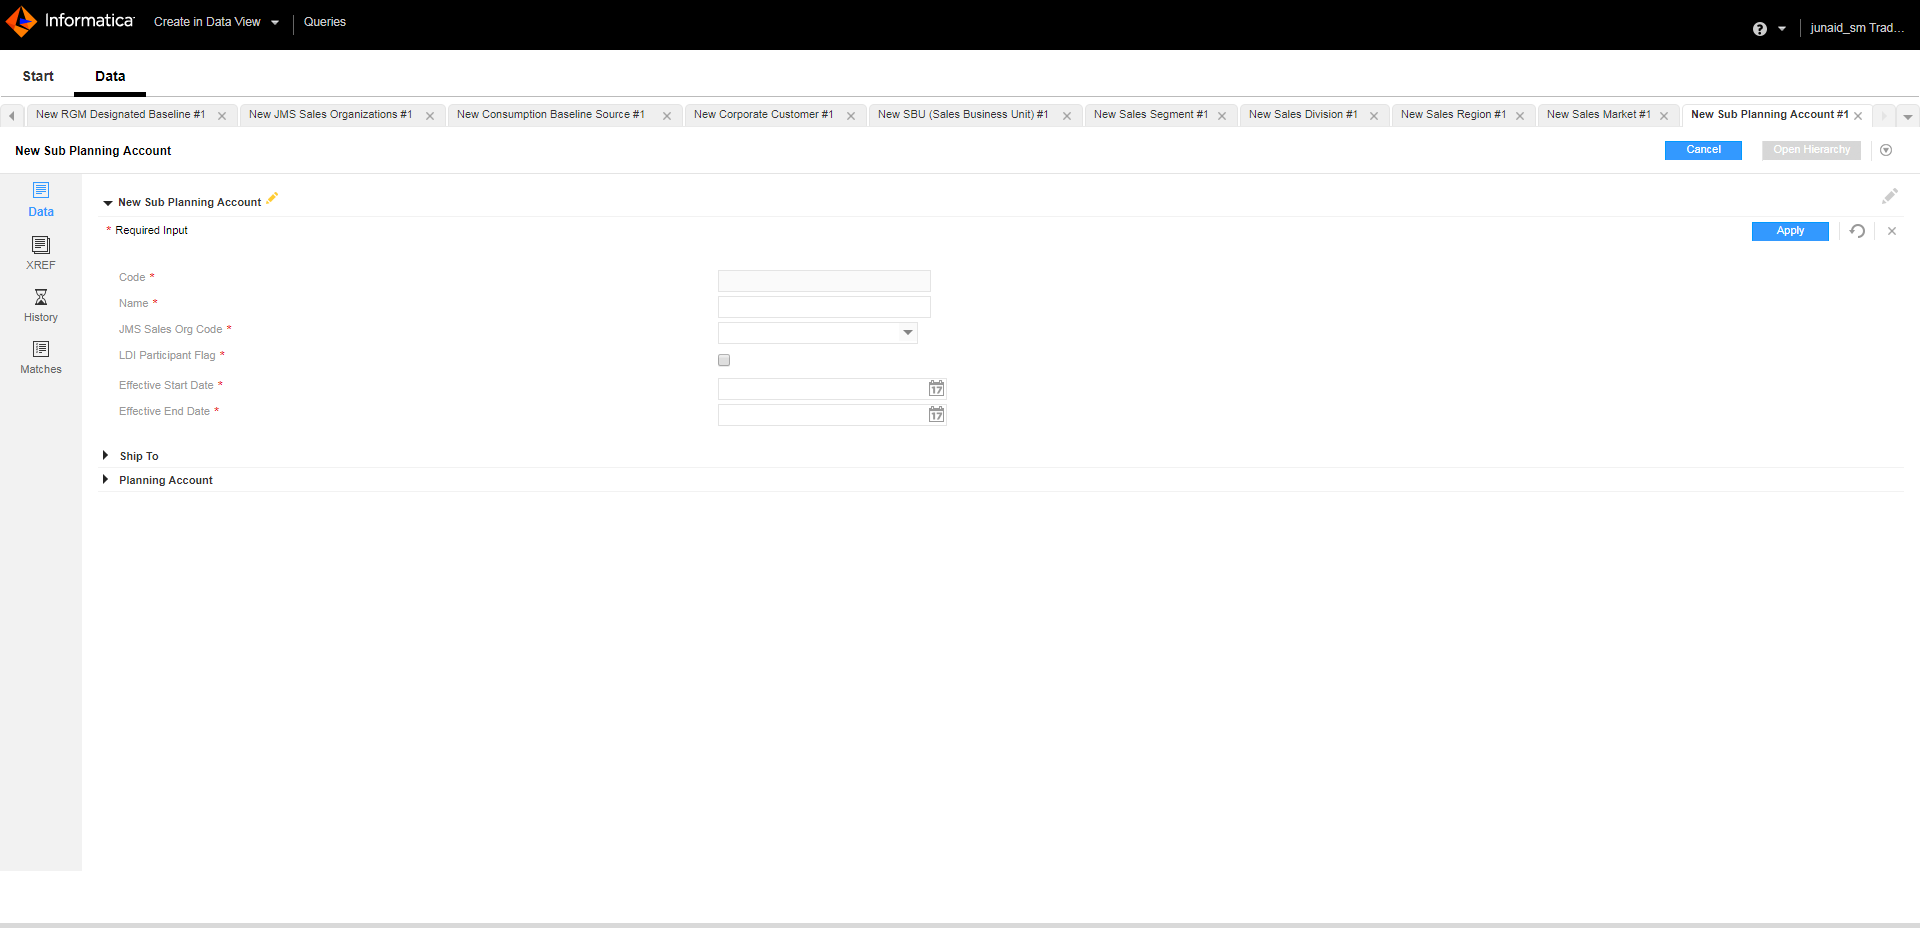 Informatica Create in Data View Queries ? junaid_sm Trad...
Start Data
New RGM Designated Baseline #1 New JMS Sales Organizations #1 New Consumption Baseline Source #1 New Corporate Customer #1 New SBU (Sales Business Unit) #1 New Sales Segment #1 New Sales Division #1 New Sales Region #1 New Sales Market #1 New Sub Planning Account #1
New Sub Planning Account Cancel Open Hierarchy
Data
New Sub Planning Account
* Required Input Apply
XREF
History
Matches
Code *
Name *
JMS Sales Org Code *
LDI Participant Flag *
Effective Start Date * 17
Effective End Date * 17
Ship To
Planning Account